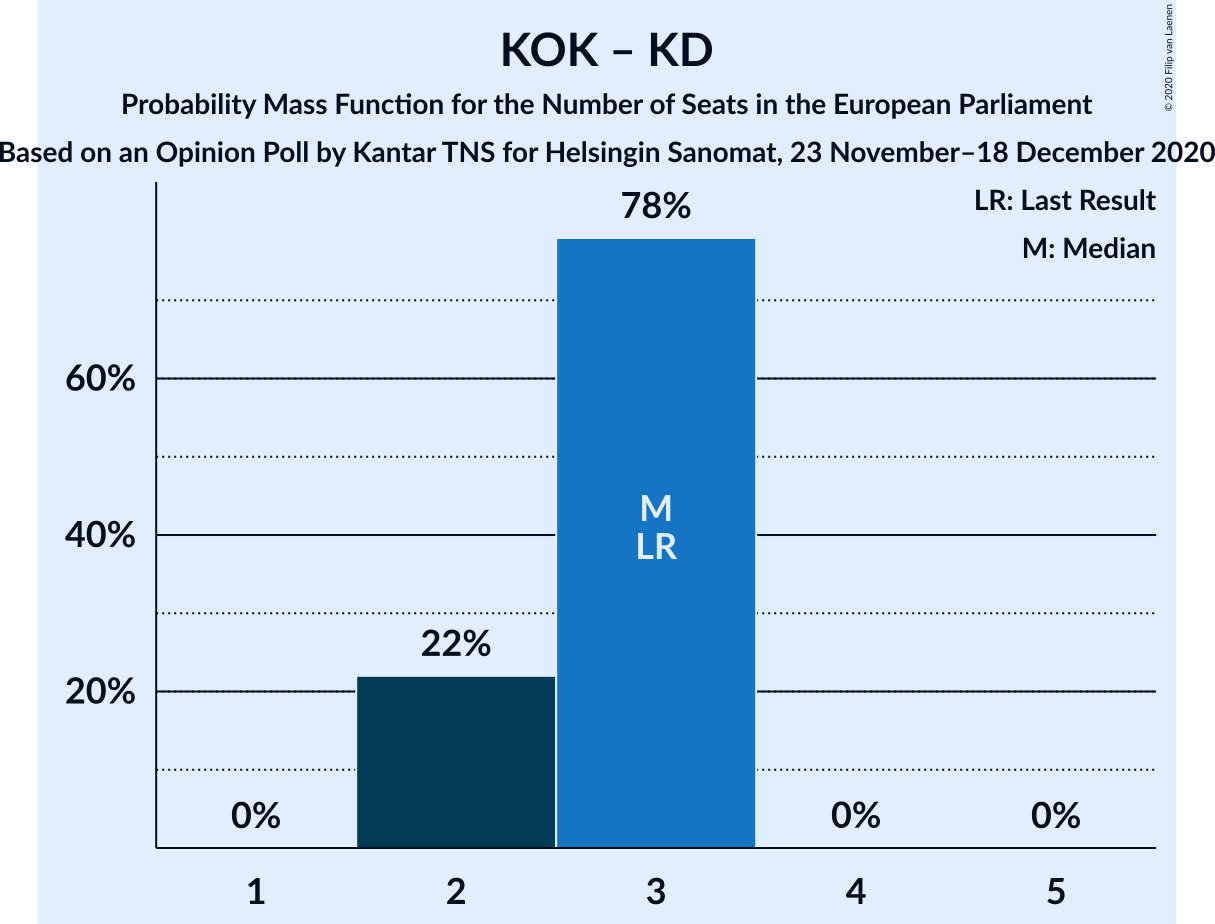 KOK – KD
Probability Mass Function for the Number of Seats in the European Parliament
Based on an Opinion Poll by Kantar TNS for Helsingin Sanomat, 23 November–18 December 2020
© 2020 Filip van Laenen
LR: Last Result
M: Median
78%
60%
M
40%
LR
22%
20%
0%
0%
0%
1
2
3
4
5